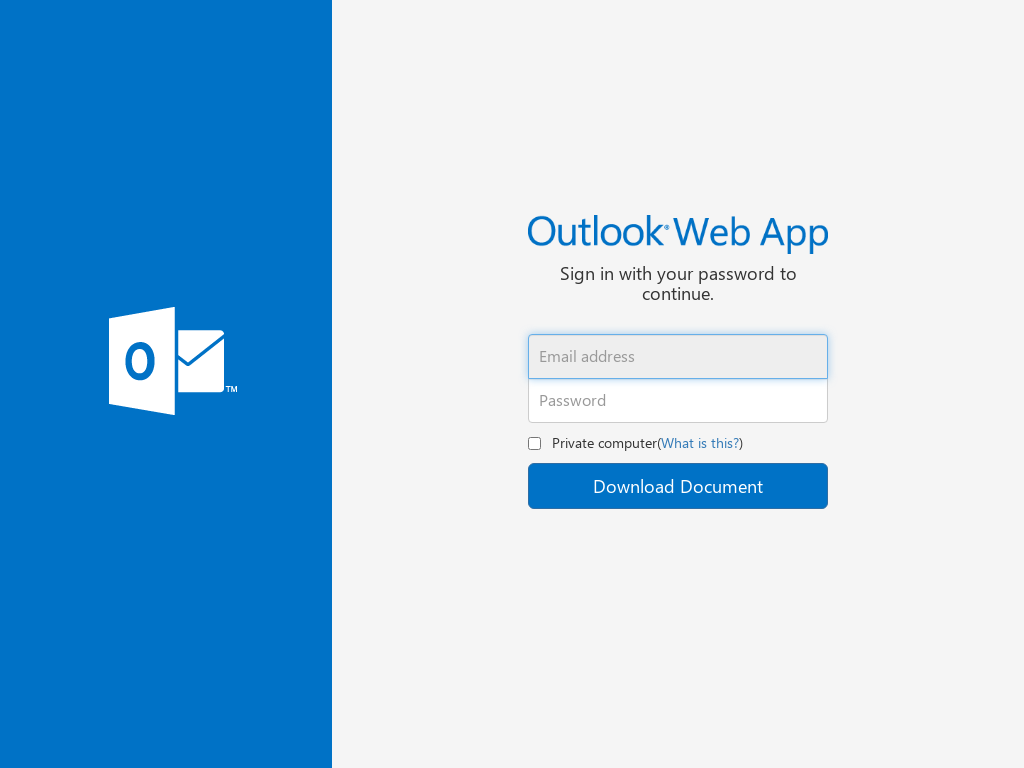 Outlook® Web App
Sign in with your password to
continue.
O
TM
Email address
Password
Private computer(What is this?)
Download Document